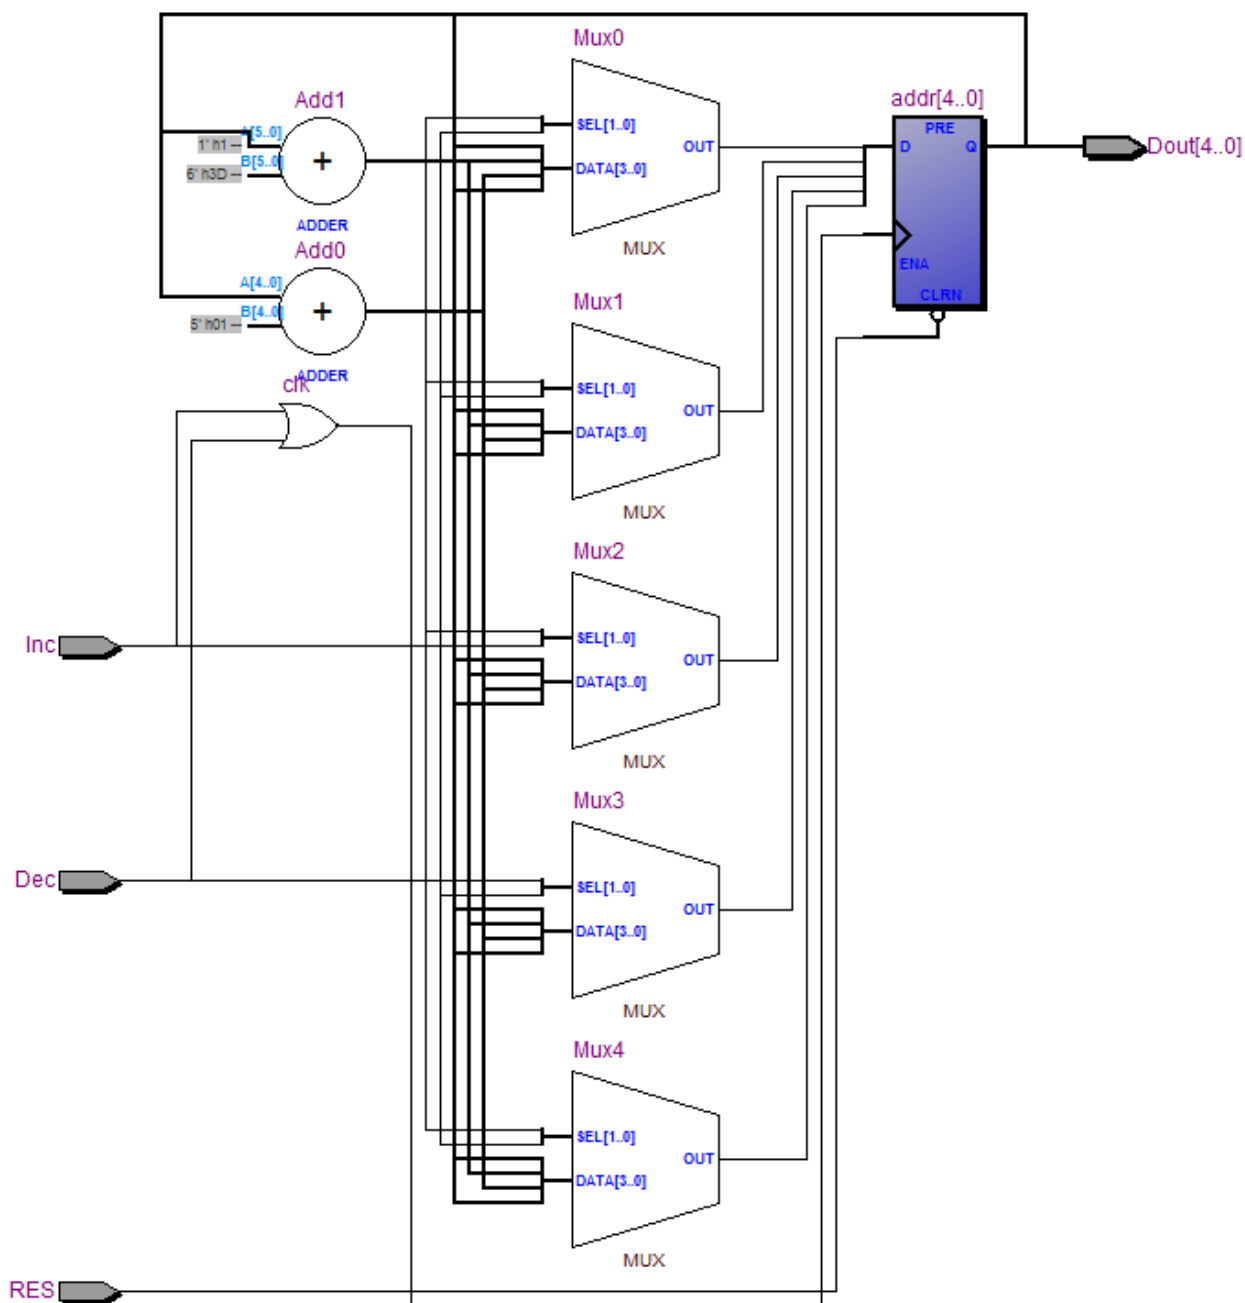 Mux0
addr[4..0]
Add1
A[5..0]
1' h1
B[5..0]
6' h3D
+
ADDER
SEL[1..0]
DATA[3..0]
OUT
MUX
PRE
D
Q
ENA
CLRN
Dout[4..0]
Add0
A[4..0]
B[4..0]
5' h01
+
ADDER
clk
Mux1
SEL[1..0]
OUT
DATA[3..0]
MUX
Mux2
Inc
SEL[1..0]
OUT
DATA[3..0]
MUX
Mux3
Dec
SEL[1..0]
OUT
DATA[3..0]
MUX
Mux4
SEL[1..0]
OUT
DATA[3..0]
MUX
RES